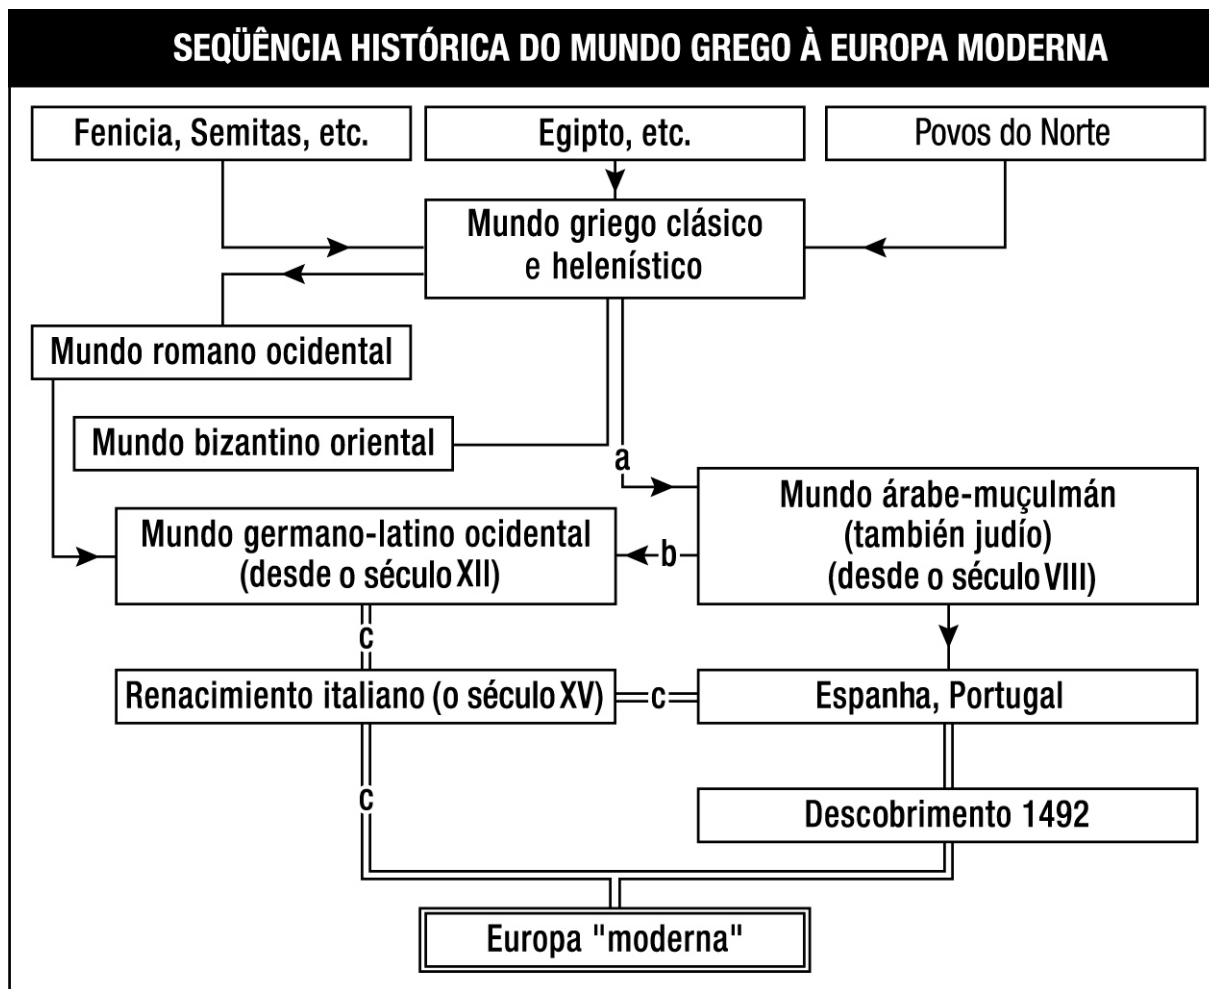 SEQÜÊNCIA HISTÓRICA DO MUNDO GREGO À EUROPA MODERNA
Fenicia, Semitas, etc.
Egipto, etc.
Povos do Norte
Mundo griego clásico
e helenístico
Mundo romano ocidental
Mundo bizantino oriental
a
Mundo árabe-muçulmán
(también judío)
(desde o século VIII)
Mundo germano-latino ocidental
(desde o século XII)
b
c
Renacimiento italiano (o século XV)
c
Espanha, Portugal
c
Descobrimento 1492
Europa "moderna"